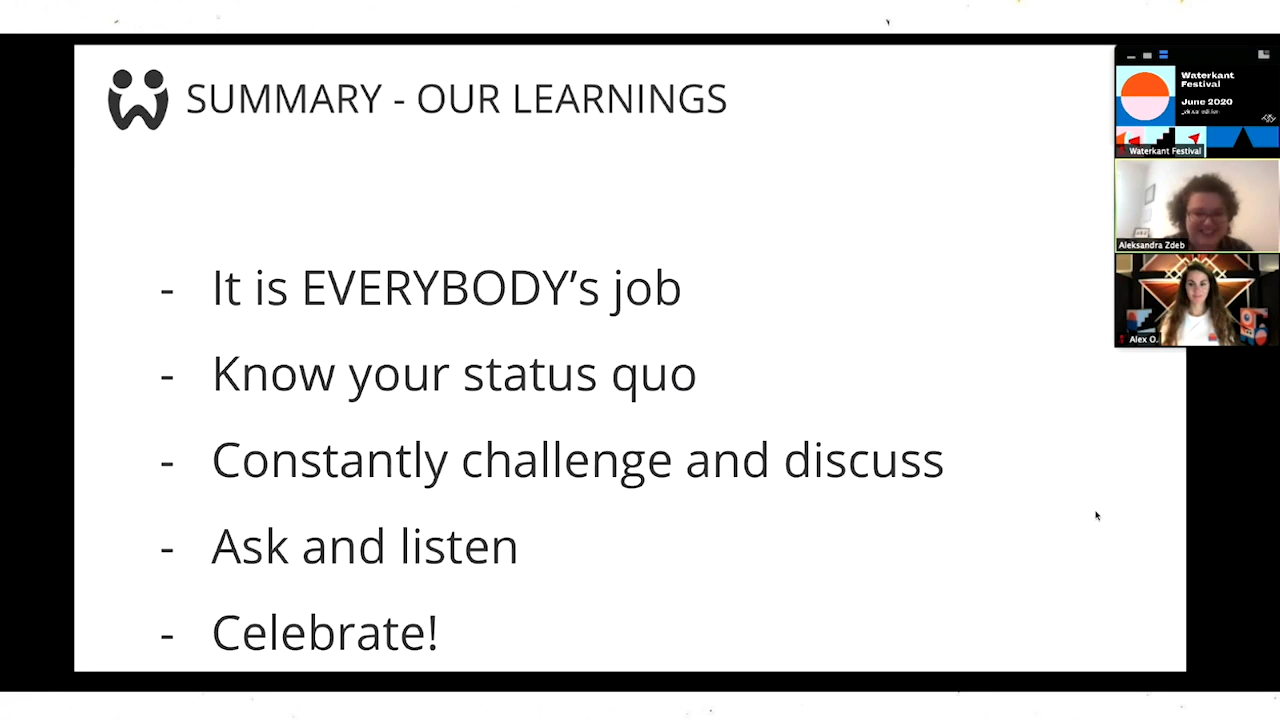 SUMMARY - OUR LEARNINGS
- It is EVERYBODY’s job
- Know your status quo
- Constantly challenge and discuss
- Ask and listen
- Celebrate!
Waterkant
Festival
June 2020
Waterkant Festival
Aleksandra Zdeb
Alex O.